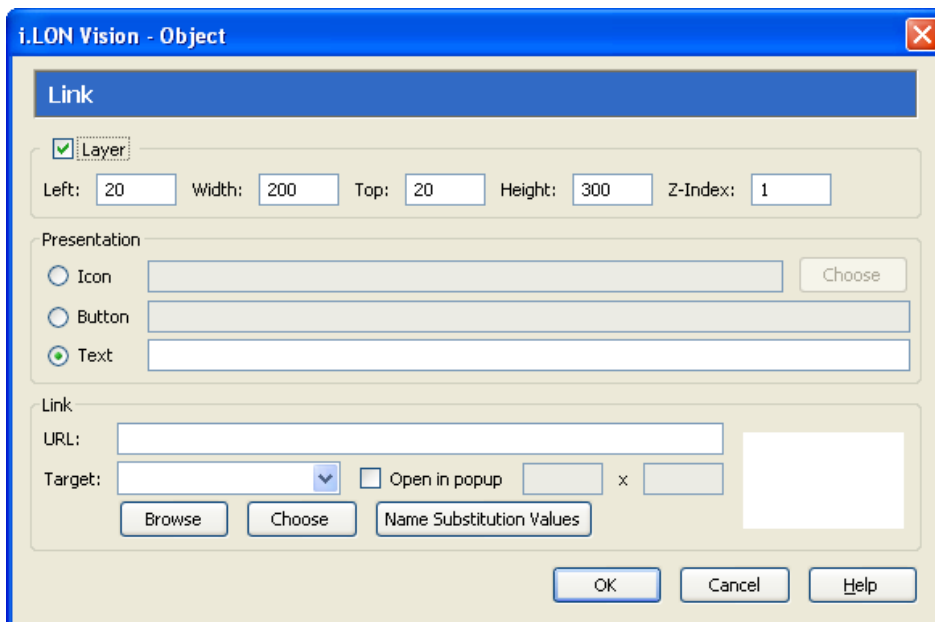 i.LON Vision - Object
Link
Layer
Left: 20 Width: 200 Top: 20 Height: 300 Z-Index: 1
Presentation
Icon Choose
Button
Text
Link
URL:
Target: Open in popup x
Browse Choose Name Substitution Values
OK Cancel Help